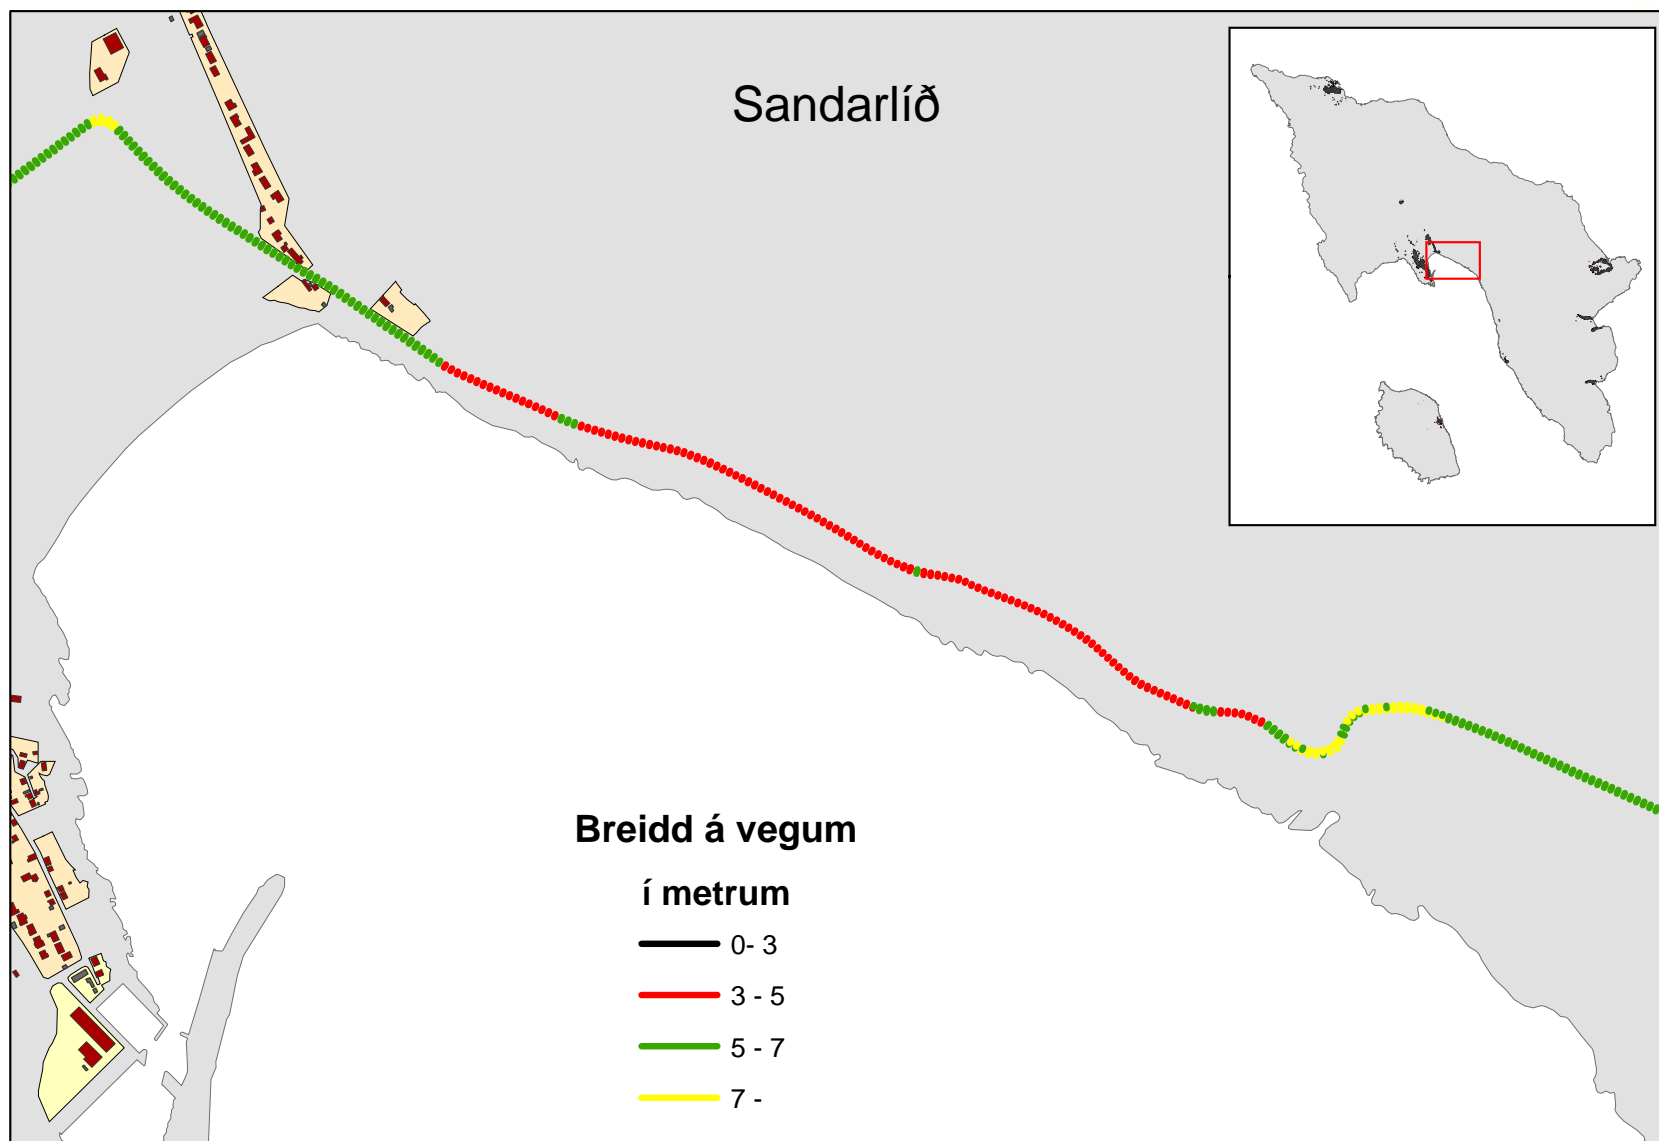 Sandarlíð
Breidd á vegum
í metrum
0- 3
3 - 5
5 - 7
7 -